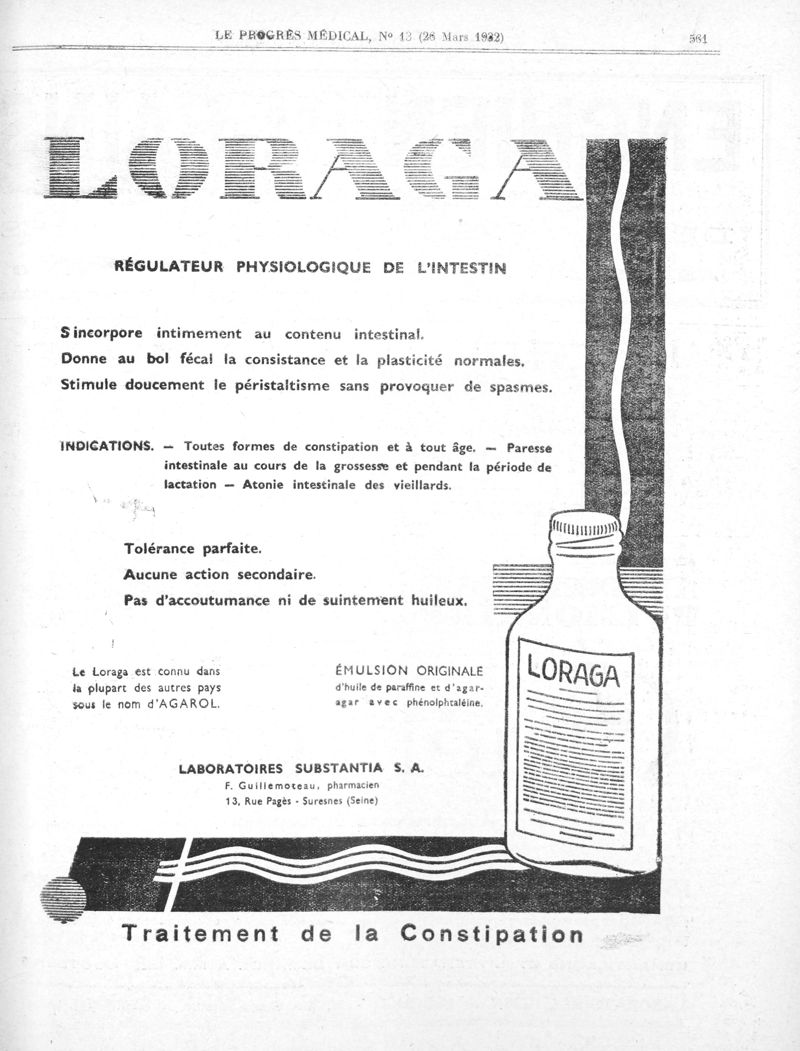 LE PROGRÈS MÉDICAL, No 13 (26 Mars 1932) 561
LORAGA
RÉGULATEUR PHYSIOLOGIQUE DE L'INTESTIN
S'incorpore intimement au contenu intestinal.
Donne au bol fécal la consistance et la plasticité normales.
Stimule doucement le péristaltisme sans provoquer de spasmes.
INDICATIONS. — Toutes formes de constipation et à tout âge. — Paresse
intestinale au cours de la grossesse et pendant la période de
lactation — Atonie intestinale des vieillards.
Tolérance parfaite.
Aucune action secondaire.
Pas d'accoutumance ni de suintement huileux.
Le Loraga est connu dans
la plupart des autres pays
sous le nom d'AGAROL.
ÉMULSION ORIGINALE
d'huile de paraffine et d'agar-
agar avec phénolphtaléine.
LORAGA
LABORATOIRES SUBSTANTIA S. A.
F. Guillemoteau, pharmacien
13, Rue Pagès - Suresnes (Seine)
Traitement de la Constipation